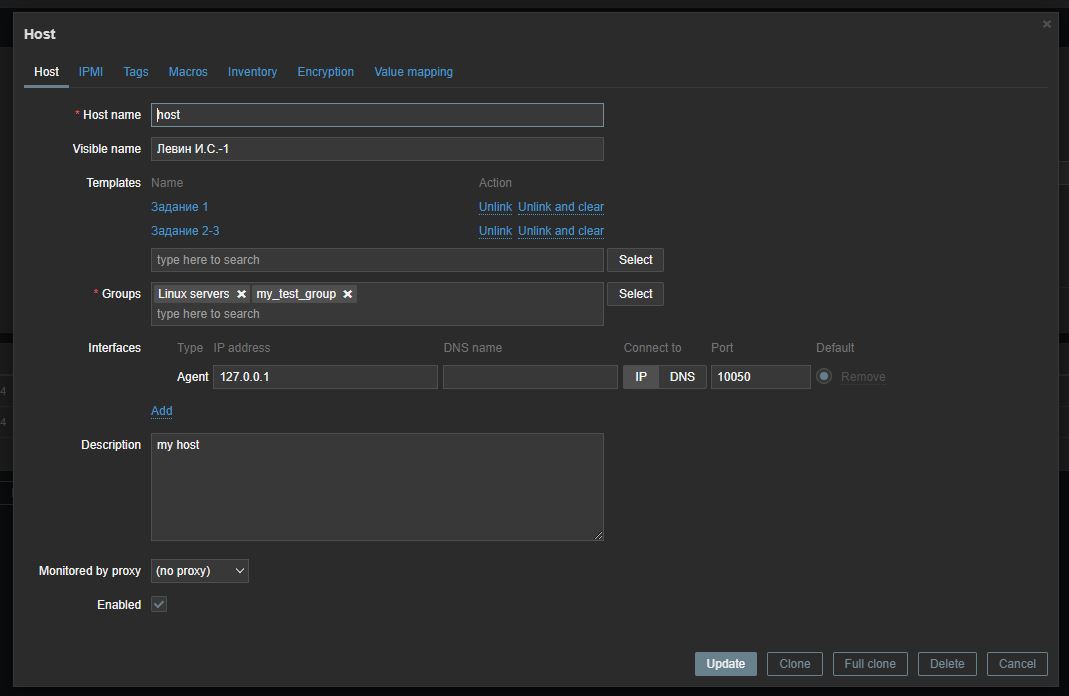 Host
Host IPMI Tags Macros Inventory Encryption Value mapping
* Host name host
Visible name Левин И.С.-1
Templates Name Action
Задание 1 Unlink Unlink and clear
Задание 2-3 Unlink Unlink and clear
type here to search Select
* Groups Linux servers my_test_group Select
type here to search
Interfaces Type IP address DNS name Connect to Port Default
Agent 127.0.0.1 IP DNS 10050 Remove
Add
Description my host
Monitored by proxy (no proxy)
Enabled
Update Clone Full clone Delete Cancel